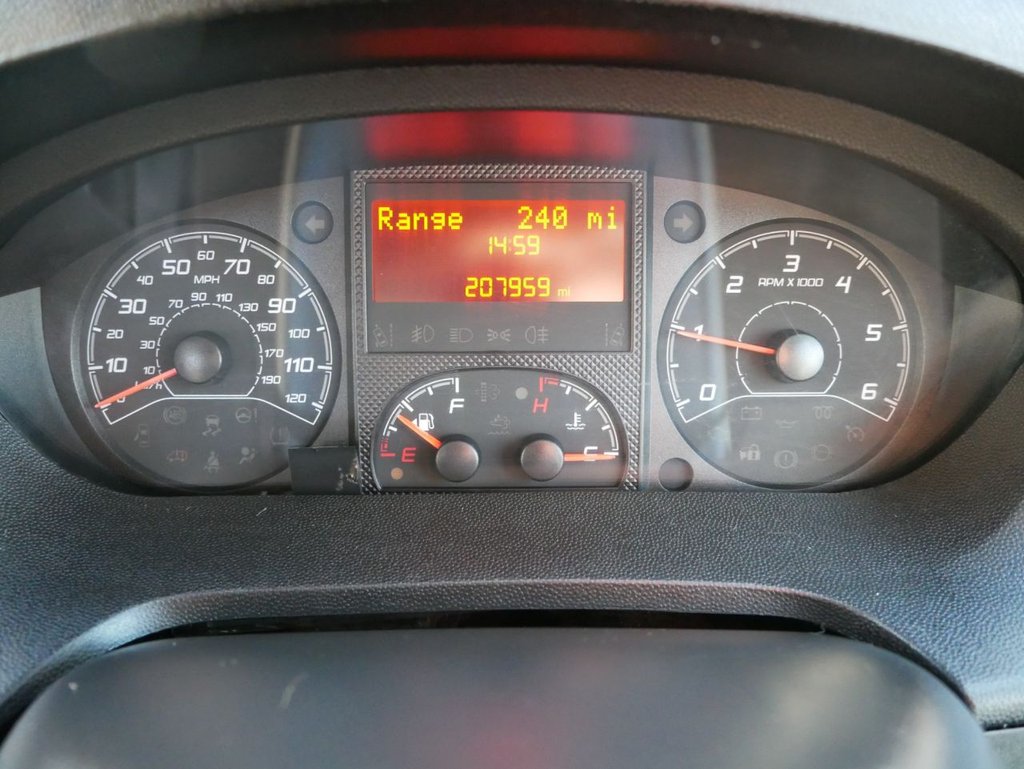 Range 240 mi
14:59
207959 mi
0 10 20 30 40 50 60 70 80 90 100 110 120
MPH
10 30 50 70 90 110 130 150 170 190
km/h
E F
H C
0 1 2 3 4 5 6
RPM X 1000